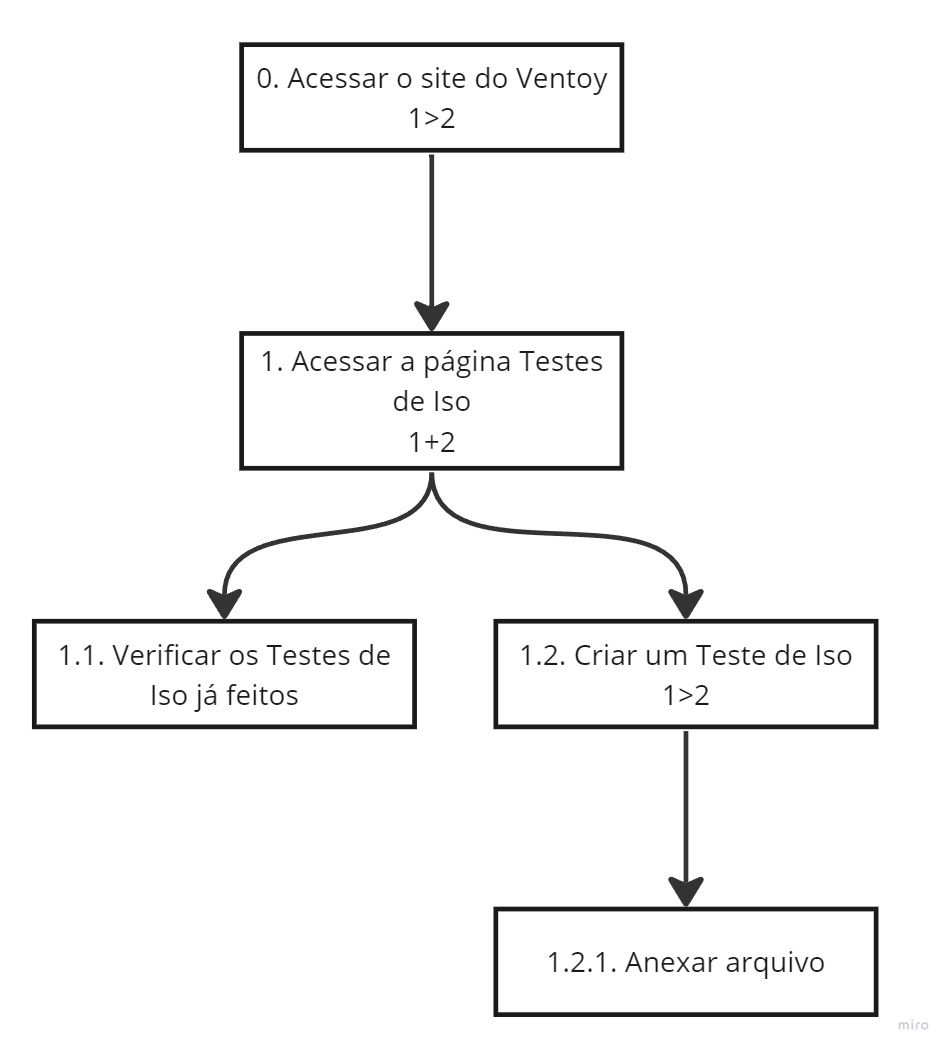 0. Acessar o site do Ventoy
1>2
1. Acessar a página Testes
de Iso
1+2
1.1. Verificar os Testes de
Iso já feitos
1.2. Criar um Teste de Iso
1>2
1.2.1. Anexar arquivo
miro